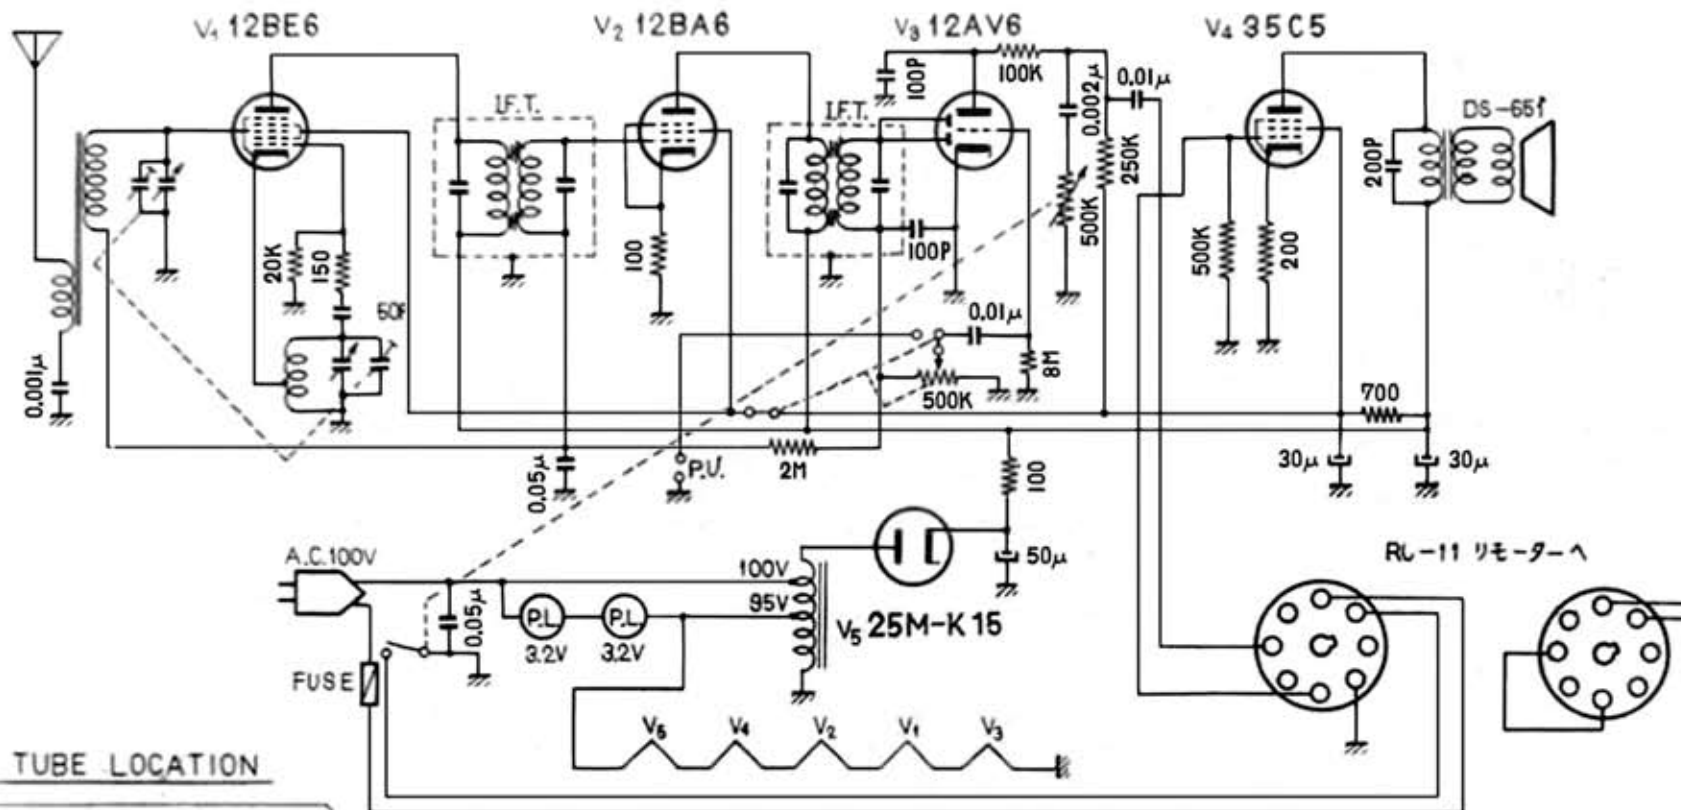 V₁ 12BE6
V₂ 12BA6
V₃ 12AV6
V₄ 35C5
I.F.T.
I.F.T.
100P
100K
0.002μ
0.01μ
250K
500K
100P
DS-65f
200P
500K
200
20K
150
100
0.001μ
0.01μ
8M
500K
700
30μ
30μ
0.05μ
P.U.
2M
100
50μ
A.C.100V
100V
95V
P.L.
P.L.
3.2V
3.2V
0.05μ
FUSE
V₅ 25M-K15
RL-11 リモーターへ
V₅
V₄
V₂
V₁
V₃
TUBE LOCATION